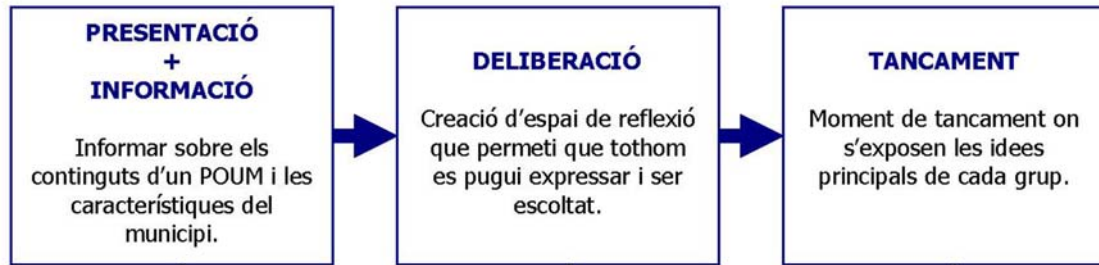 PRESENTACIÓ
+
INFORMACIÓ
Informar sobre els
continguts d'un POUM i les
característiques del
municipi.
DELIBERACIÓ
Creació d'espai de reflexió
que permeti que tothom
es pugui expressar i ser
escoltat.
TANCAMENT
Moment de tancament on
s'exposen les idees
principals de cada grup.